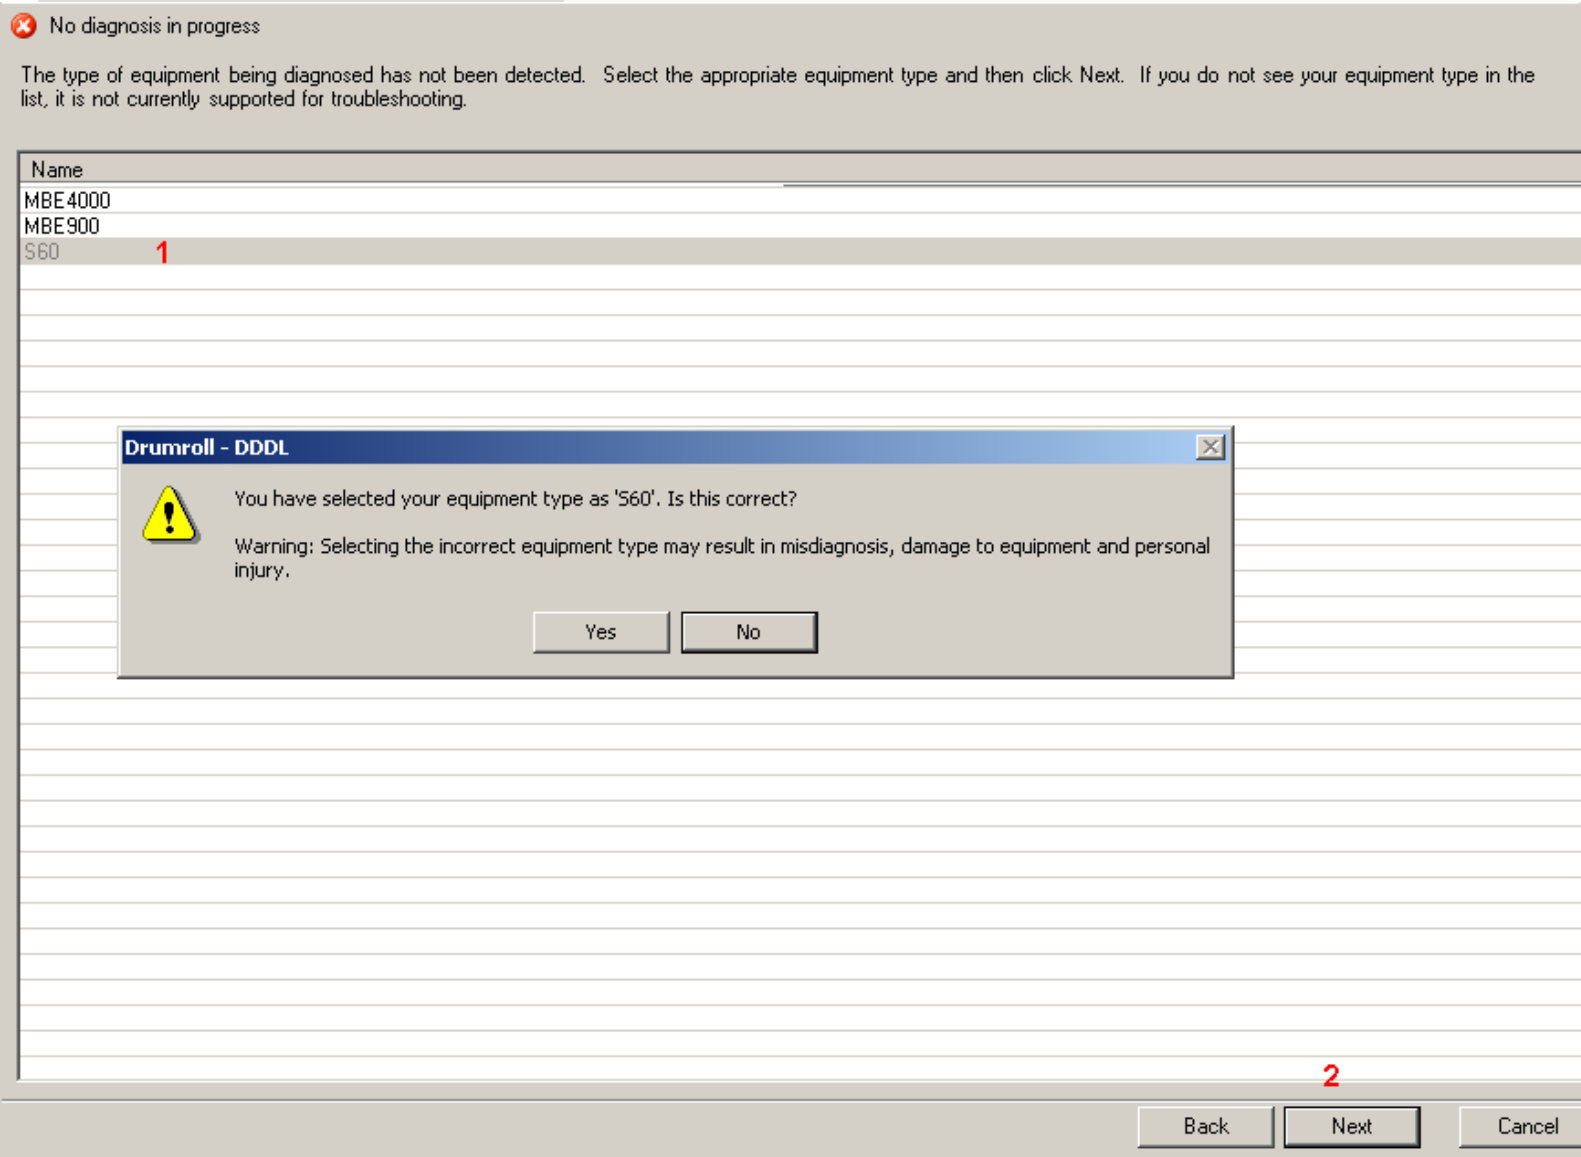 No diagnosis in progress
The type of equipment being diagnosed has not been detected. Select the appropriate equipment type and then click Next. If you do not see your equipment type in the
list, it is not currently supported for troubleshooting.
Name
MBE4000
MBE900
S60 1
Drumroll - DDDL
You have selected your equipment type as 'S60'. Is this correct?
Warning: Selecting the incorrect equipment type may result in misdiagnosis, damage to equipment and personal
injury.
Yes No
2
Back Next Cancel